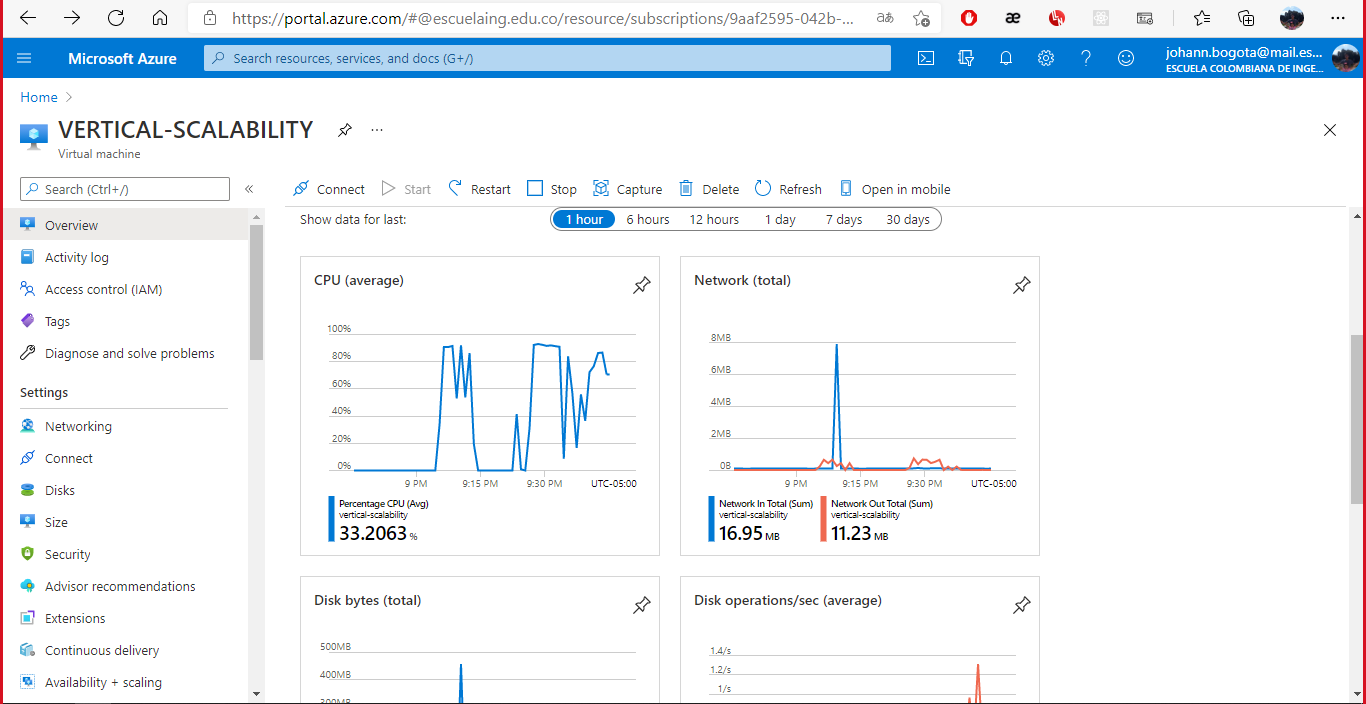 https://portal.azure.com/#@escuelaing.edu.co/resource/subscriptions/9aaf2595-042b-...
Microsoft Azure
Search resources, services, and docs (G+/)
johann.bogota@mail.es...
ESCUELA COLOMBIANA DE INGE...
Home
VERTICAL-SCALABILITY
Virtual machine
Search (Ctrl+/)
Connect Start Restart Stop Capture Delete Refresh Open in mobile
Overview
Activity log
Access control (IAM)
Tags
Diagnose and solve problems
Settings
Networking
Connect
Disks
Size
Security
Advisor recommendations
Extensions
Continuous delivery
Availability + scaling
Show data for last: 1 hour 6 hours 12 hours 1 day 7 days 30 days
CPU (average)
100%
80%
60%
40%
20%
0%
9 PM 9:15 PM 9:30 PM UTC-05:00
Percentage CPU (Avg)
vertical-scalability
33.2063 %
Network (total)
8MB
6MB
4MB
2MB
0B
9 PM 9:15 PM 9:30 PM UTC-05:00
Network In Total (Sum) Network Out Total (Sum)
vertical-scalability vertical-scalability
16.95 MB 11.23 MB
Disk bytes (total)
500MB
400MB
300MB
Disk operations/sec (average)
1.4/s
1.2/s
1/s